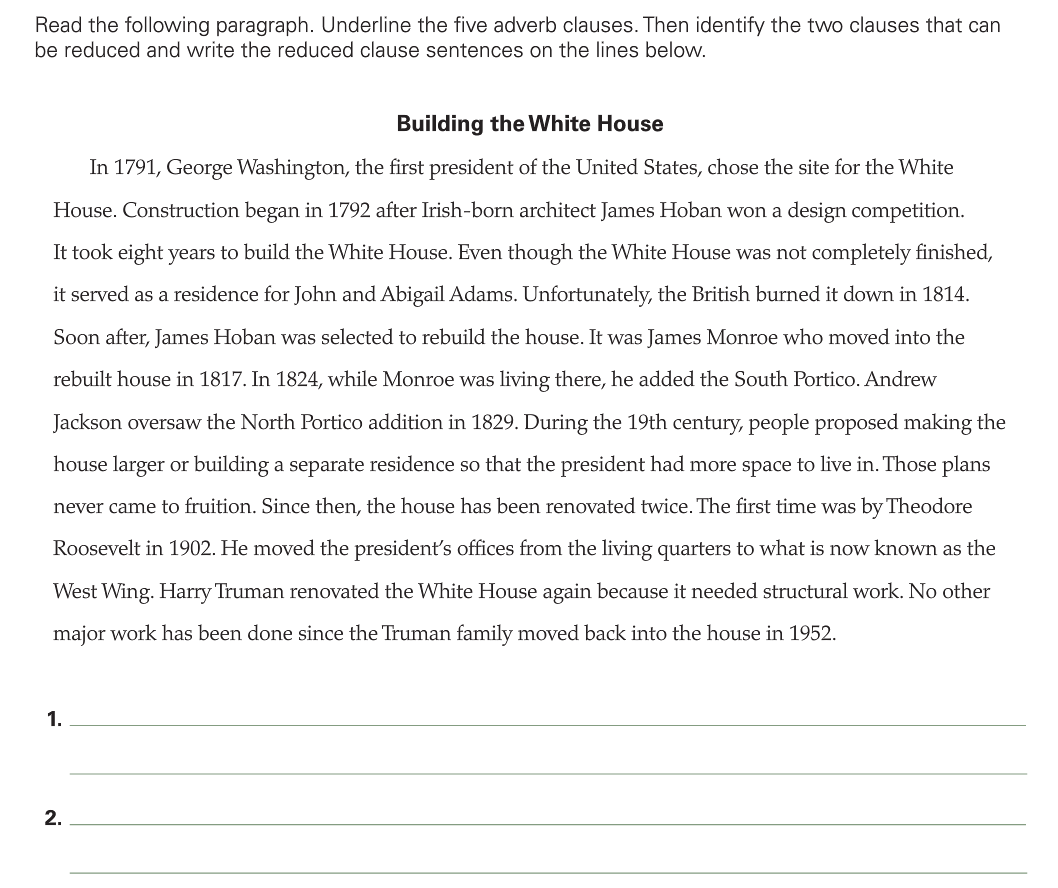 Read the following paragraph. Underline the five adverb clauses. Then identify the two clauses that can
be reduced and write the reduced clause sentences on the lines below.
Building the White House
In 1791, George Washington, the first president of the United States, chose the site for the White
House. Construction began in 1792 after Irish-born architect James Hoban won a design competition.
It took eight years to build the White House. Even though the White House was not completely finished,
it served as a residence for John and Abigail Adams. Unfortunately, the British burned it down in 1814.
Soon after, James Hoban was selected to rebuild the house. It was James Monroe who moved into the
rebuilt house in 1817. In 1824, while Monroe was living there, he added the South Portico. Andrew
Jackson oversaw the North Portico addition in 1829. During the 19th century, people proposed making the
house larger or building a separate residence so that the president had more space to live in. Those plans
never came to fruition. Since then, the house has been renovated twice. The first time was by Theodore
Roosevelt in 1902. He moved the president's offices from the living quarters to what is now known as the
West Wing. Harry Truman renovated the White House again because it needed structural work. No other
major work has been done since the Truman family moved back into the house in 1952.
1.
2.